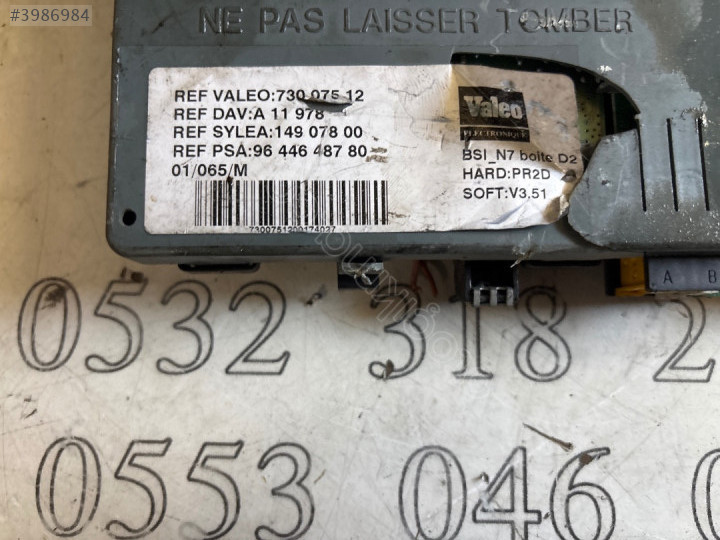 #3986984
NE PAS LAISSER TOMBER
REF VALEO:730 075 12
REF DAV:A 11 978
REF SYLEA:149 078 00
REF PSA:96 446 487 80
01/065/M
73007512001174027
Valeo
ELECTRONIQUE
BSI_N7 boite D2
HARD:PR2D
SOFT:V3.51
A B
0532 318 2
0553 046 0